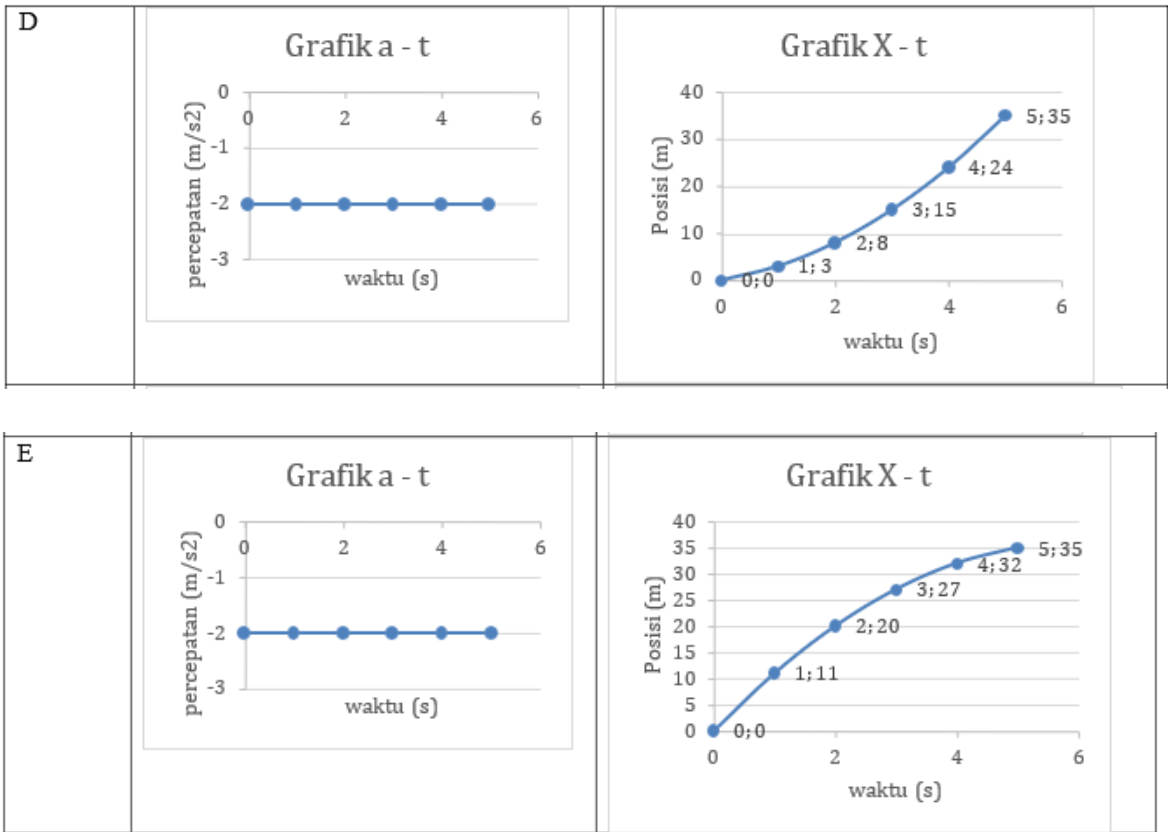 D
Grafik a - t
0
0 2 4 6
-1
-2
-3
percepatan (m/s2)
waktu (s)
Grafik X - t
40
30
20
10
0
0 2 4 6
Posisi (m)
0; 0
1; 3
2; 8
3; 15
4; 24
5; 35
waktu (s)
E
Grafik a - t
0
0 2 4 6
-1
-2
-3
percepatan (m/s2)
waktu (s)
Grafik X - t
40
35
30
25
20
15
10
5
0
0 2 4 6
Posisi (m)
0; 0
1; 11
2; 20
3; 27
4; 32
5; 35
waktu (s)